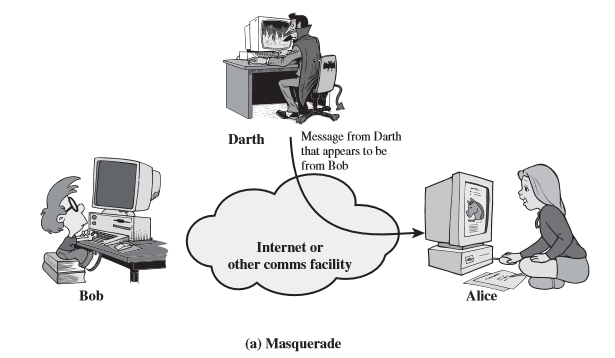 Darth
Message from Darth
that appears to be
from Bob
Internet or
other comms facility
Bob
Alice
(a) Masquerade